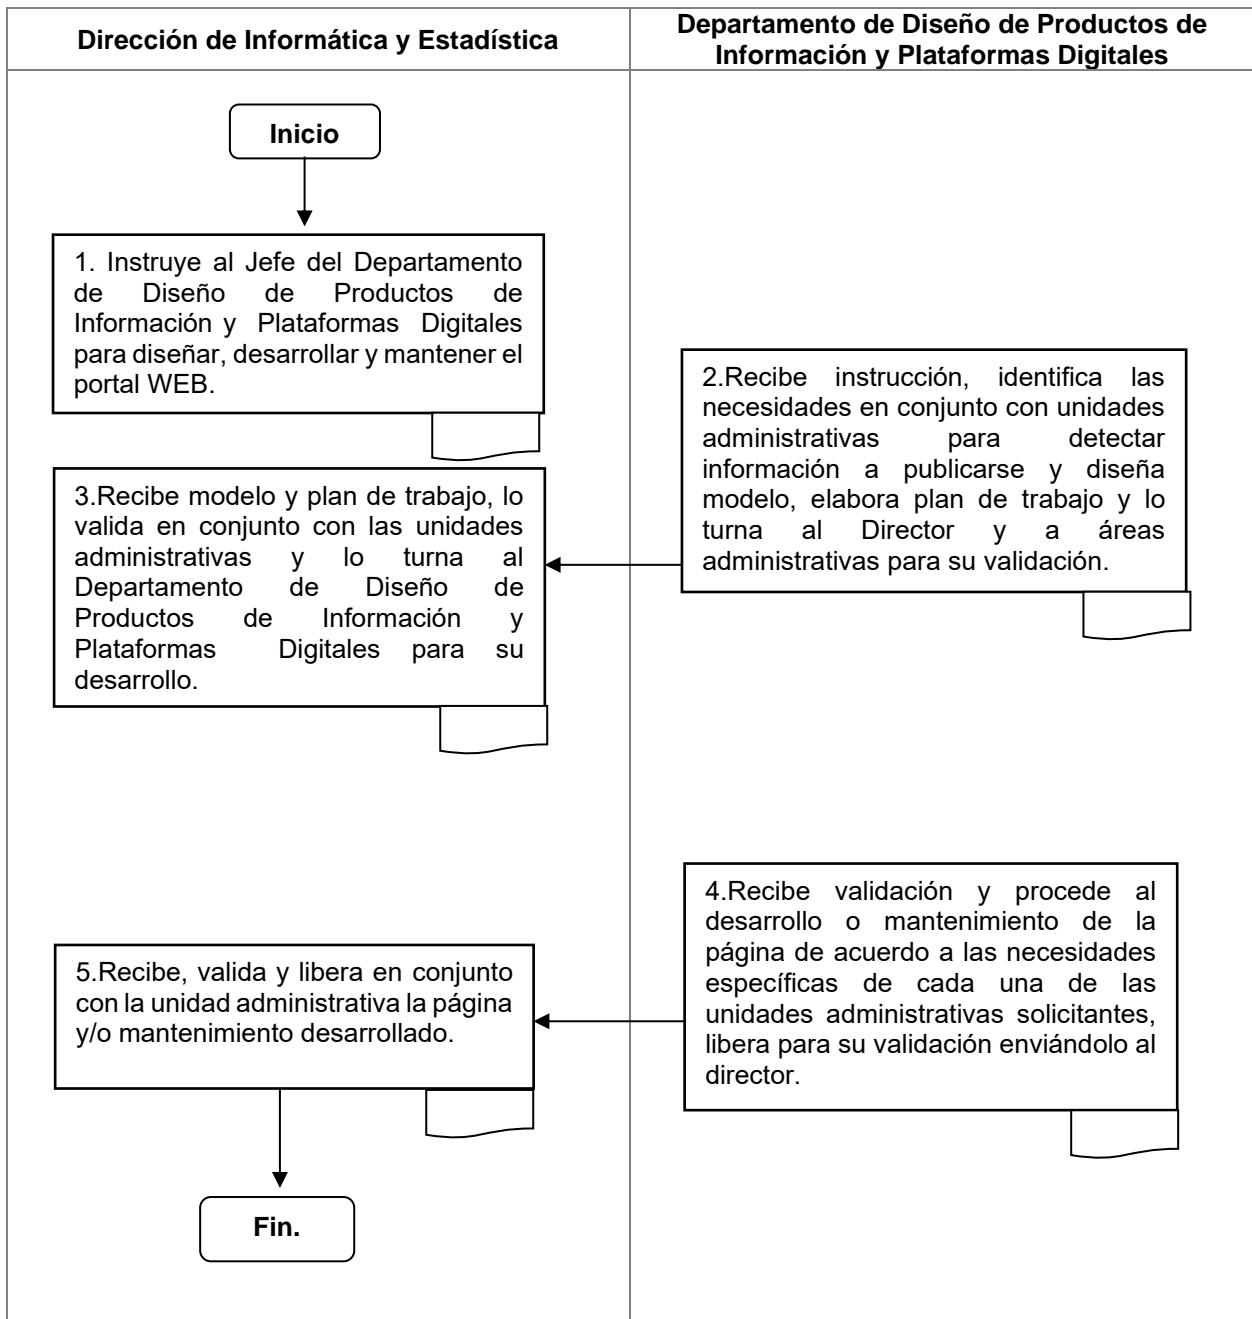 Dirección de Informática y Estadística
Departamento de Diseño de Productos de
Información y Plataformas Digitales
Inicio
1. Instruye al Jefe del Departamento
de Diseño de Productos de
Información y Plataformas Digitales
para diseñar, desarrollar y mantener el
portal WEB.
2.Recibe instrucción, identifica las
necesidades en conjunto con unidades
administrativas para detectar
información a publicarse y diseña
modelo, elabora plan de trabajo y lo
turna al Director y a áreas
administrativas para su validación.
3.Recibe modelo y plan de trabajo, lo
valida en conjunto con las unidades
administrativas y lo turna al
Departamento de Diseño de
Productos de Información y
Plataformas Digitales para su
desarrollo.
4.Recibe validación y procede al
desarrollo o mantenimiento de la
página de acuerdo a las necesidades
específicas de cada una de las
unidades administrativas solicitantes,
libera para su validación enviándolo al
director.
5.Recibe, valida y libera en conjunto
con la unidad administrativa la página
y/o mantenimiento desarrollado.
Fin.